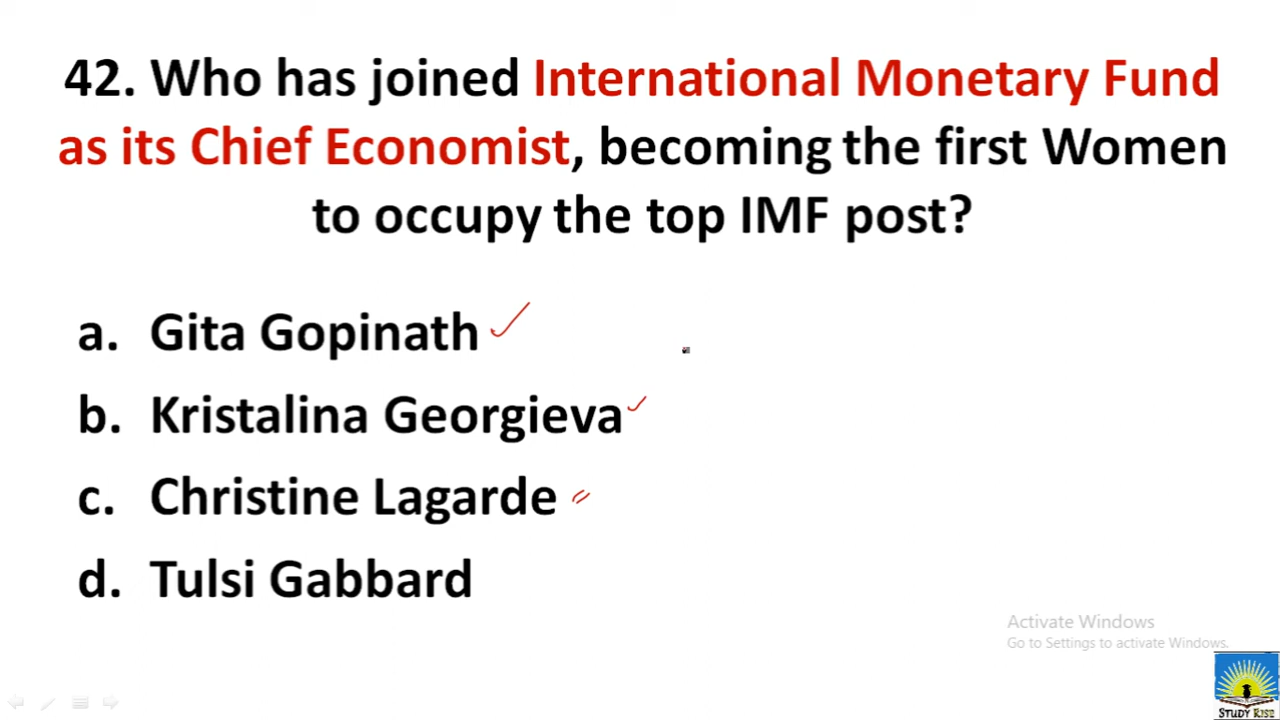 42. Who has joined International Monetary Fund
as its Chief Economist, becoming the first Women
to occupy the top IMF post?
a. Gita Gopinath
b. Kristalina Georgieva
c. Christine Lagarde
d. Tulsi Gabbard
Activate Windows
Go to Settings to activate Windows.
STUDY RISE